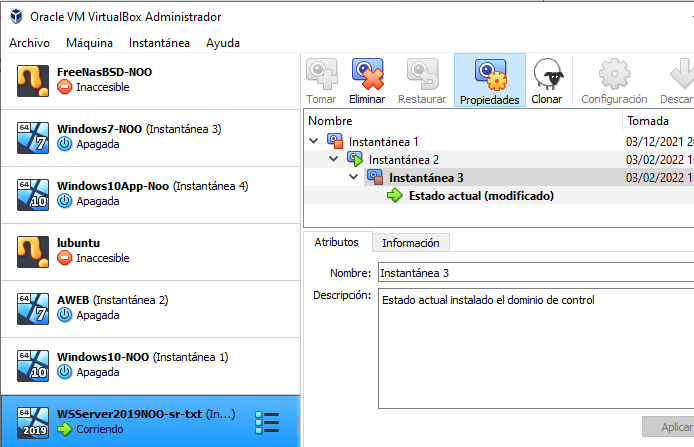 Oracle VM VirtualBox Administrador
Archivo Máquina Instantánea Ayuda
FreeNasBSD-NOO
Inaccesible
64
7
Windows7-NOO (Instantánea 3)
Apagada
64
10
Windows10App-Noo (Instantánea 4)
Apagada
lubuntu
Inaccesible
64
7
AWEB (Instantánea 2)
Apagada
64
10
Windows10-NOO (Instantánea 1)
Apagada
64
2019
WSServer2019NOO-sr-txt (In...)
Corriendo
Tomar Eliminar Restaurar Propiedades Clonar Configuración Descar
Nombre Tomada
Instantánea 1 03/12/2021 20
Instantánea 2 03/02/2022 1
Instantánea 3 03/02/2022 1
Estado actual (modificado)
Atributos Información
Nombre: Instantánea 3
Descripción: Estado actual instalado el dominio de control
Aplicar